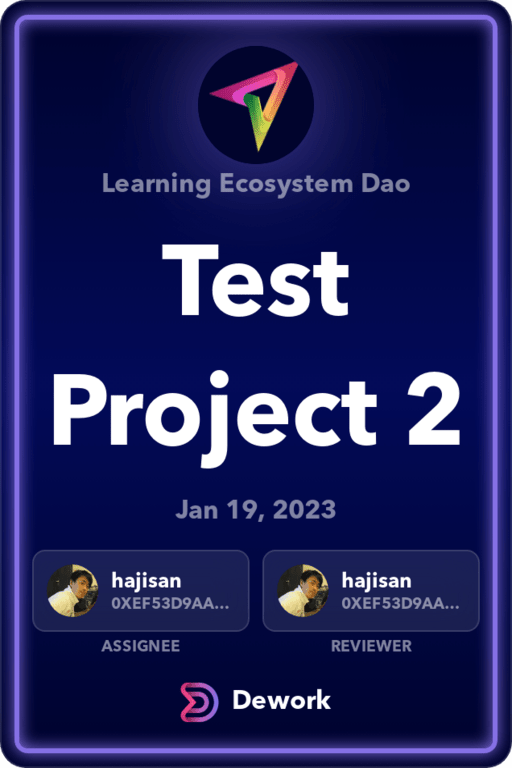 Learning Ecosystem Dao
Test
Project 2
Jan 19, 2023
hajisan
0XEF53D9AA...
ASSIGNEE
hajisan
0XEF53D9AA...
REVIEWER
Dework